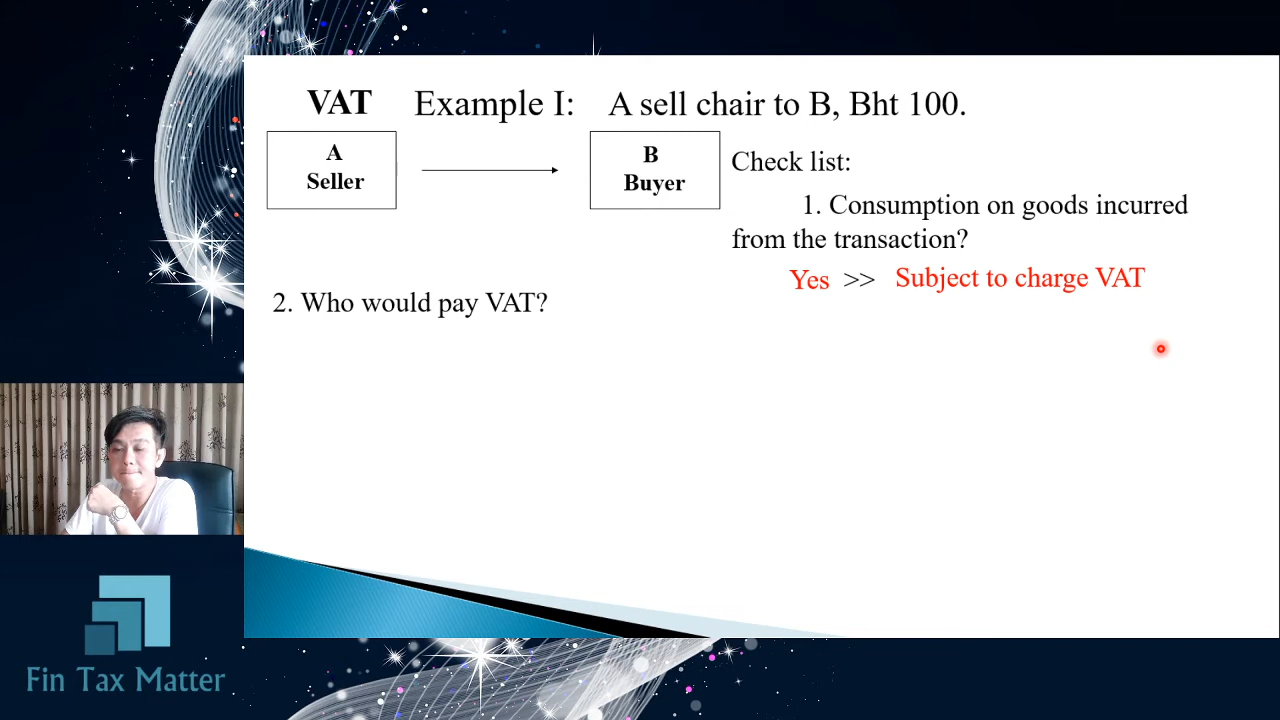 VAT Example I: A sell chair to B, Bht 100.
A
Seller
B
Buyer
Check list:
1. Consumption on goods incurred
from the transaction?
Yes >> Subject to charge VAT
2. Who would pay VAT?
Fin Tax Matter